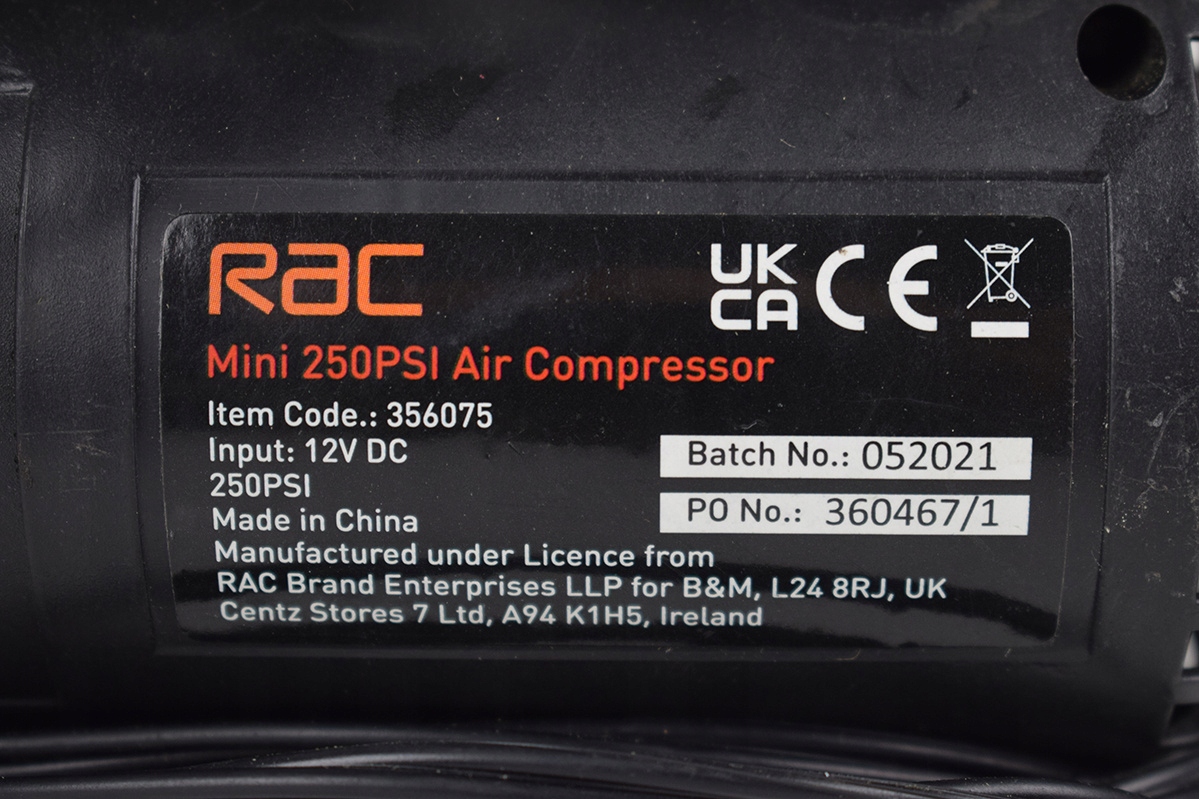 RAC
UK
CA CE
Mini 250PSI Air Compressor
Item Code.: 356075
Input: 12V DC
250PSI
Made in China
Batch No.: 052021
PO No.: 360467/1
Manufactured under Licence from
RAC Brand Enterprises LLP for B&M, L24 8RJ, UK
Centz Stores 7 Ltd, A94 K1H5, Ireland